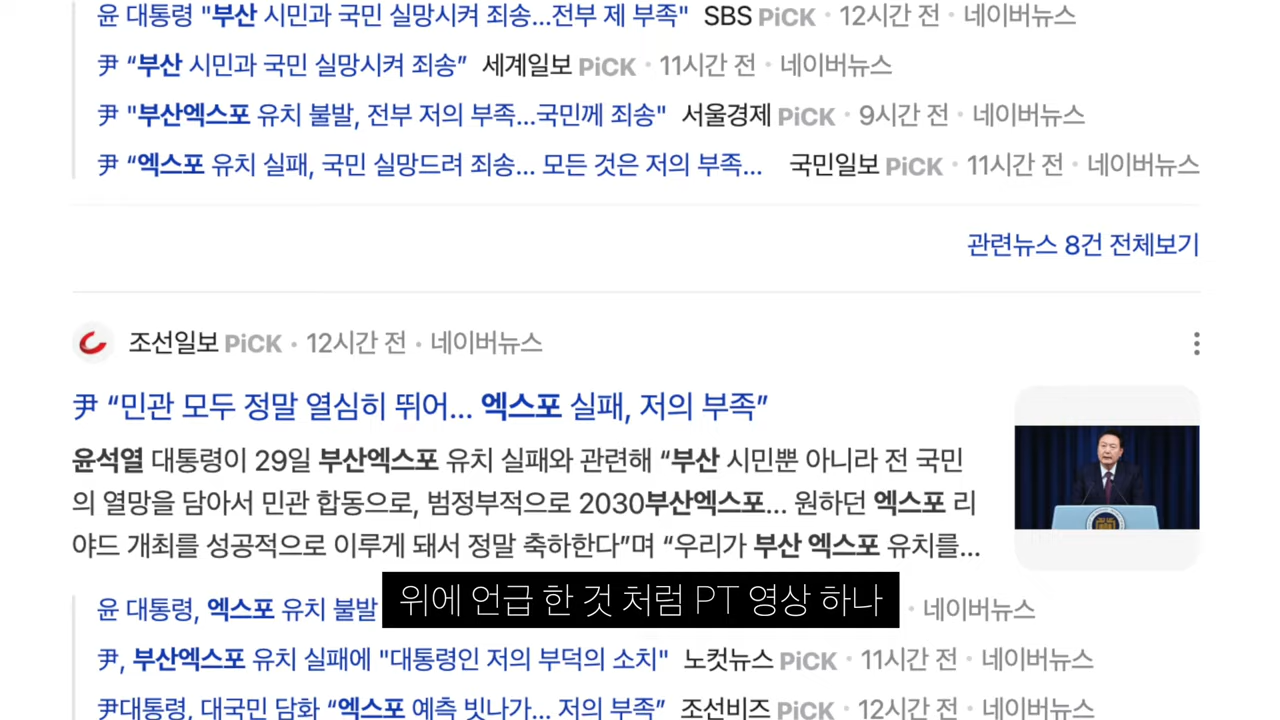 윤 대통령 "부산 시민과 국민 실망시켜 죄송...전부 제 부족" SBS PiCK · 12시간 전 · 네이버뉴스
尹 “부산 시민과 국민 실망시켜 죄송” 세계일보 PiCK · 11시간 전 · 네이버뉴스
尹 "부산엑스포 유치 불발, 전부 저의 부족...국민께 죄송" 서울경제 PiCK · 9시간 전 · 네이버뉴스
尹 “엑스포 유치 실패, 국민 실망드려 죄송... 모든 것은 저의 부족... 국민일보 PiCK · 11시간 전 · 네이버뉴스
관련뉴스 8건 전체보기
조선일보 PiCK · 12시간 전 · 네이버뉴스
尹 “민관 모두 정말 열심히 뛰어... 엑스포 실패, 저의 부족”
윤석열 대통령이 29일 부산엑스포 유치 실패와 관련해 “부산 시민뿐 아니라 전 국민
의 열망을 담아서 민관 합동으로, 범정부적으로 2030부산엑스포... 원하던 엑스포 리
야드 개최를 성공적으로 이루게 돼서 정말 축하한다”며 “우리가 부산 엑스포 유치를...
위에 언급 한 것 처럼 PT 영상 하나
윤 대통령, 엑스포 유치 불발 · 네이버뉴스
尹, 부산엑스포 유치 실패에 "대통령인 저의 부덕의 소치" 노컷뉴스 PiCK · 11시간 전 · 네이버뉴스
尹대통령, 대국민 담화 “엑스포 예측 빗나가... 저의 부족” 조선비즈 PiCK · 12시간 전 · 네이버뉴스